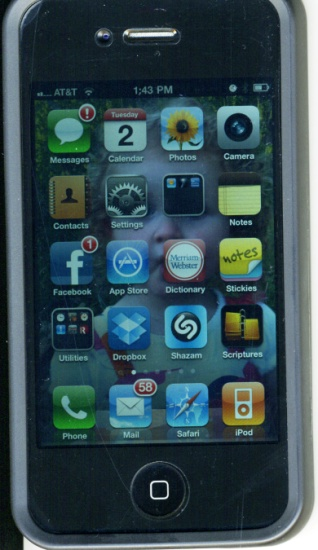 AT&T 1:43 PM
!
Tuesday
2
Messages Calendar Photos Camera
Contacts Settings Notes
1
Merriam
Webster
notes
Facebook App Store Dictionary Stickies
Utilities Dropbox Shazam Scriptures
58
Phone Mail Safari iPod